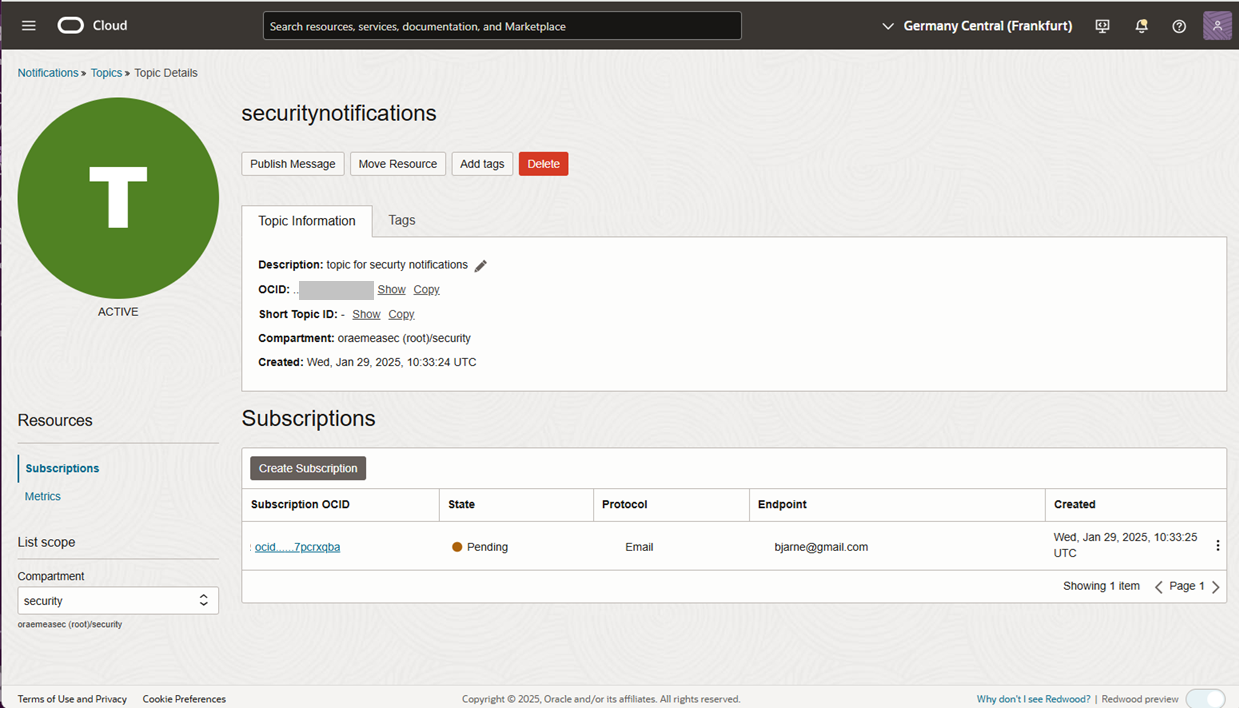 Cloud
Search resources, services, documentation, and Marketplace
Germany Central (Frankfurt)
Notifications » Topics » Topic Details
T
ACTIVE
securitynotifications
Publish Message Move Resource Add tags Delete
Topic Information Tags
Description: topic for securty notifications
OCID: .. Show Copy
Short Topic ID: - Show Copy
Compartment: oraemeasec (root)/security
Created: Wed, Jan 29, 2025, 10:33:24 UTC
Resources
Subscriptions
Metrics
List scope
Compartment
security
oraemeasec (root)/security
Subscriptions
Create Subscription
Subscription OCID State Protocol Endpoint Created
: ocid.....7pcrxqba Pending Email bjarne@gmail.com Wed, Jan 29, 2025, 10:33:25
UTC
Showing 1 item Page 1
Terms of Use and Privacy Cookie Preferences Copyright © 2025, Oracle and/or its affiliates. All rights reserved. Why don't I see Redwood? | Redwood preview